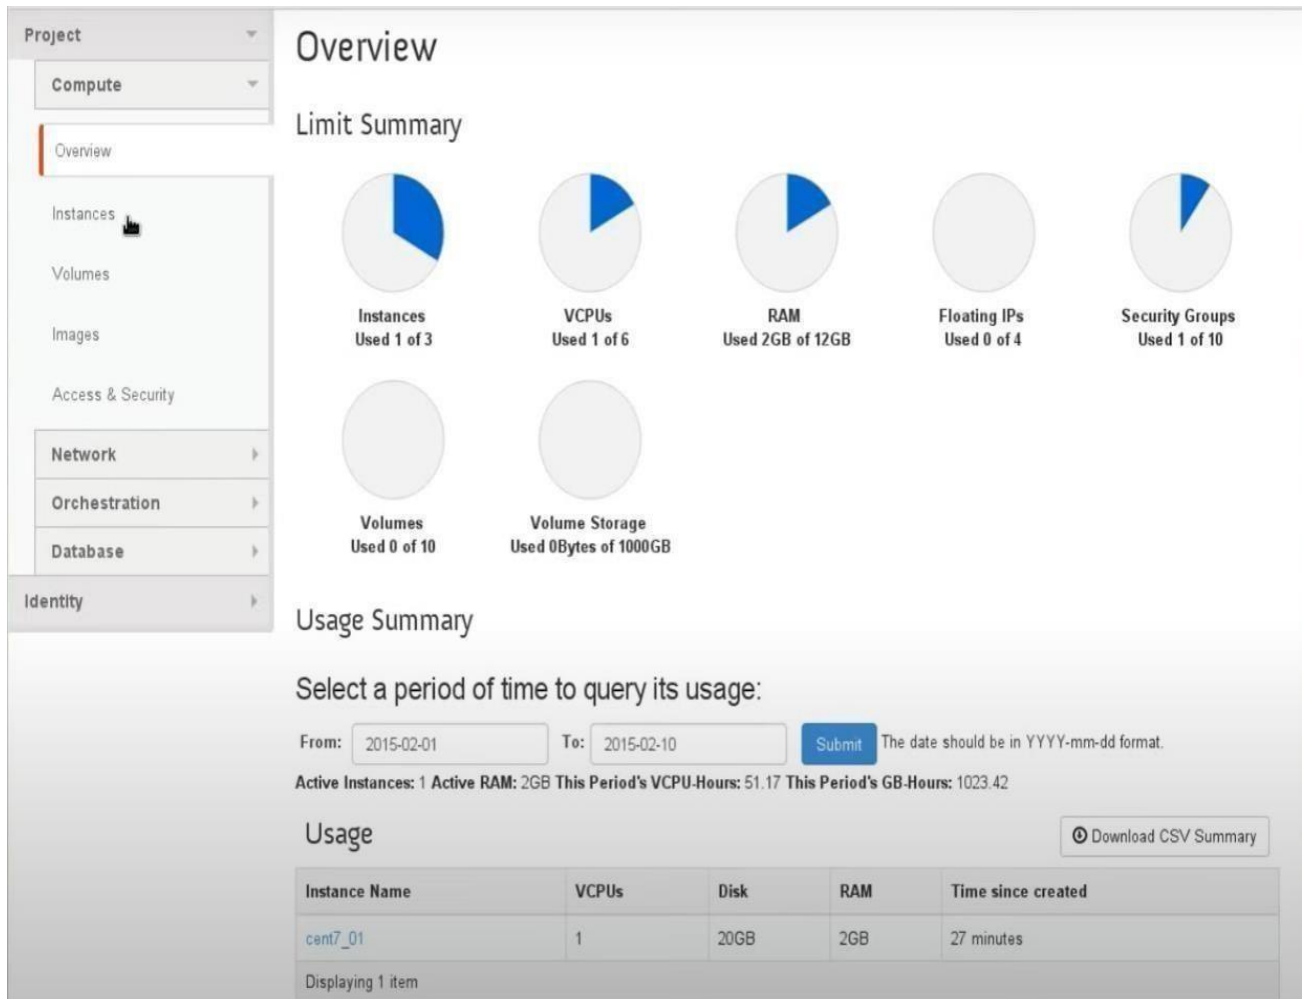 Project
Compute
Overview
Instances
Volumes
Images
Access & Security
Network
Orchestration
Database
Identity
Overview
Limit Summary
Instances
Used 1 of 3
VCPUs
Used 1 of 6
RAM
Used 2GB of 12GB
Floating IPs
Used 0 of 4
Security Groups
Used 1 of 10
Volumes
Used 0 of 10
Volume Storage
Used 0Bytes of 1000GB
Usage Summary
Select a period of time to query its usage:
From: 2015-02-01 To: 2015-02-10 Submit The date should be in YYYY-mm-dd format.
Active Instances: 1 Active RAM: 2GB This Period's VCPU-Hours: 51.17 This Period's GB-Hours: 1023.42
Usage
Download CSV Summary
Instance Name VCPUs Disk RAM Time since created
cent7_01 1 20GB 2GB 27 minutes
Displaying 1 item